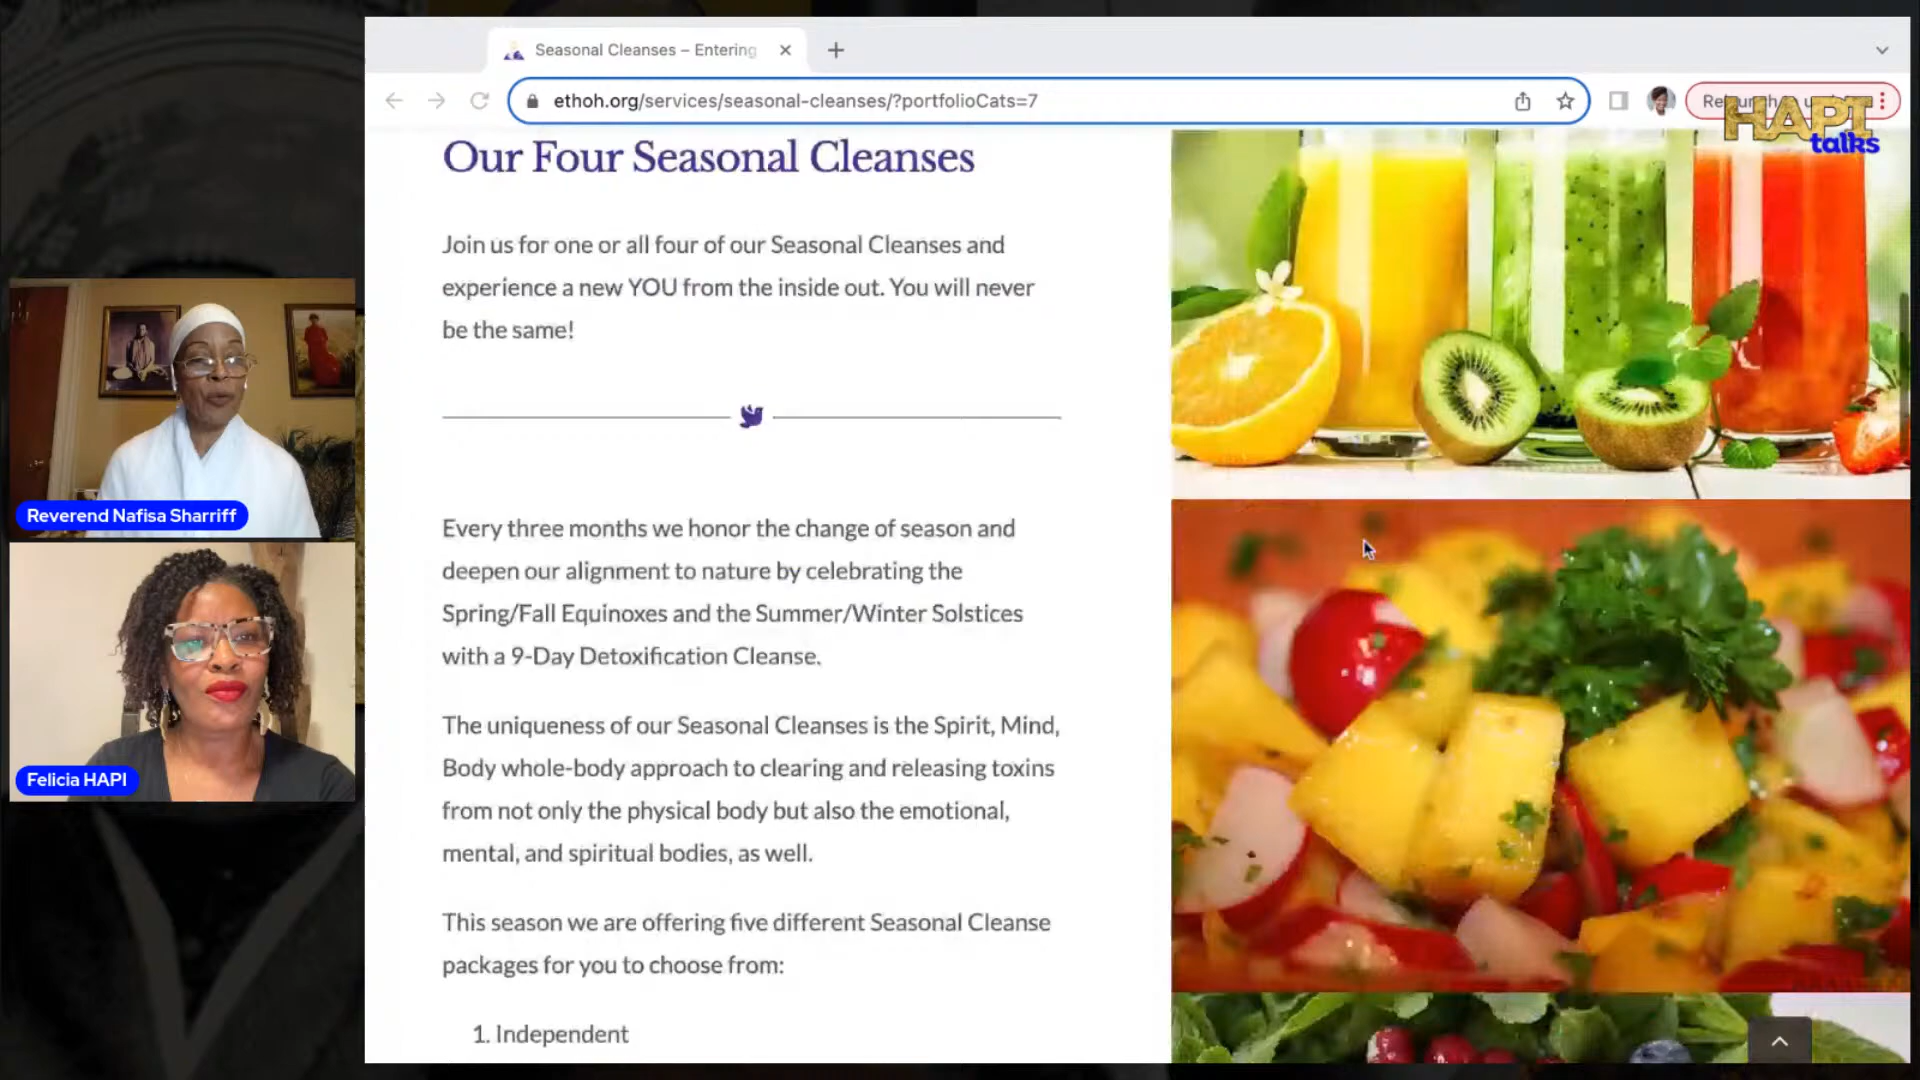 Seasonal Cleanses – Entering
ethoh.org/services/seasonal-cleanses/?portfolioCats=7
HAPI
talks
Our Four Seasonal Cleanses
Join us for one or all four of our Seasonal Cleanses and
experience a new YOU from the inside out. You will never
be the same!
Every three months we honor the change of season and
deepen our alignment to nature by celebrating the
Spring/Fall Equinoxes and the Summer/Winter Solstices
with a 9-Day Detoxification Cleanse.
The uniqueness of our Seasonal Cleanses is the Spirit, Mind,
Body whole-body approach to clearing and releasing toxins
from not only the physical body but also the emotional,
mental, and spiritual bodies, as well.
This season we are offering five different Seasonal Cleanse
packages for you to choose from:
1. Independent
Reverend Nafisa Sharriff
Felicia HAPI